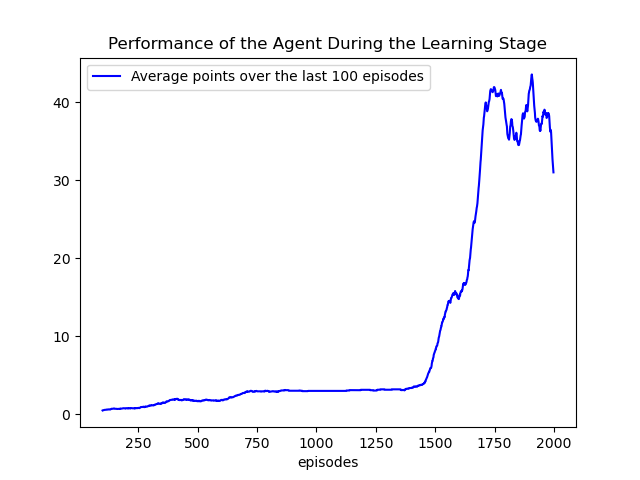 Performance of the Agent During the Learning Stage
Average points over the last 100 episodes
40
30
20
10
0
250 500 750 1000 1250 1500 1750 2000
episodes